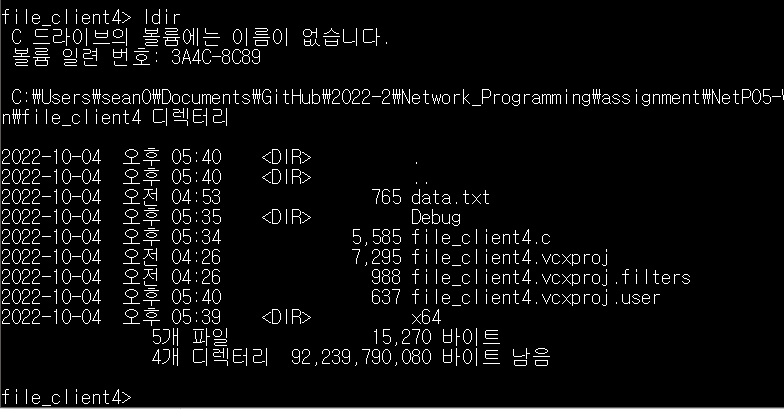 file_client4> ldir
 C 드라이브의 볼륨에는 이름이 없습니다.
 볼륨 일련 번호: 3A4C-8C89
 C:₩Users₩sean0₩Documents₩GitHub₩2022-2₩Network_Programming₩assignment₩NetP05-₩
n₩file_client4 디렉터리
2022-10-04  오후 05:40    <DIR>          .
2022-10-04  오후 05:40    <DIR>          ..
2022-10-04  오전 04:53               765 data.txt
2022-10-04  오후 05:35    <DIR>          Debug
2022-10-04  오후 05:34             5,585 file_client4.c
2022-10-04  오전 04:26             7,295 file_client4.vcxproj
2022-10-04  오전 04:26               988 file_client4.vcxproj.filters
2022-10-04  오후 05:40               637 file_client4.vcxproj.user
2022-10-04  오후 05:39    <DIR>          x64
               5개 파일              15,270 바이트
               4개 디렉터리  92,239,790,080 바이트 남음
file_client4>